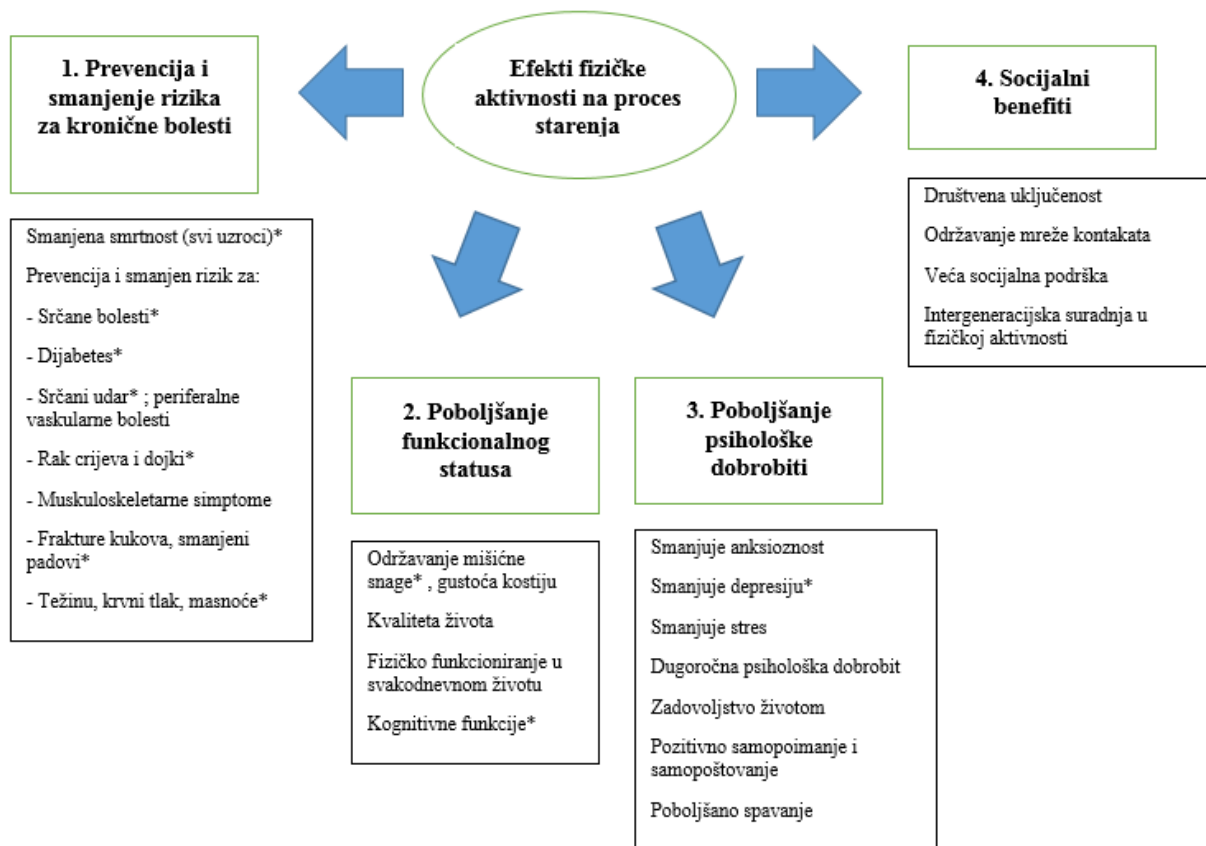 Efekti fizičke
aktivnosti na proces
starenja
1. Prevencija i
smanjenje rizika
za kronične bolesti
Smanjena smrtnost (svi uzroci)*
Prevencija i smanjen rizik za:
- Srčane bolesti*
- Dijabetes*
- Srčani udar* ; periferalne
vaskularne bolesti
- Rak crijeva i dojki*
- Muskuloskeletarne simptome
- Frakture kukova, smanjeni
padovi*
- Težinu, krvni tlak, masnoće*
2. Poboljšanje
funkcionalnog
statusa
Održavanje mišićne
snage* , gustoća kostiju
Kvaliteta života
Fizičko funkcioniranje u
svakodnevnom životu
Kognitivne funkcije*
3. Poboljšanje
psihološke
dobrobiti
Smanjuje anksioznost
Smanjuje depresiju*
Smanjuje stres
Dugoročna psihološka dobrobit
Zadovoljstvo životom
Pozitivno samopoimanje i
samopoštovanje
Poboljšano spavanje
4. Socijalni
benefiti
Društvena uključenost
Održavanje mreže kontakata
Veća socijalna podrška
Intergeneracijska suradnja u
fizičkoj aktivnosti